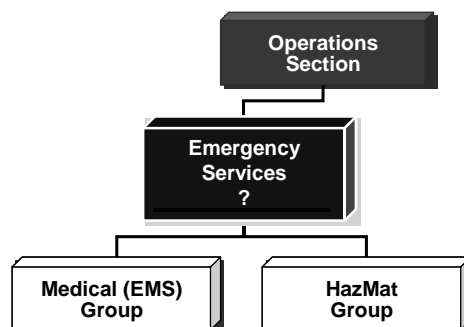 Operations
Section
Emergency
Services
?
Medical (EMS)
Group
HazMat
Group